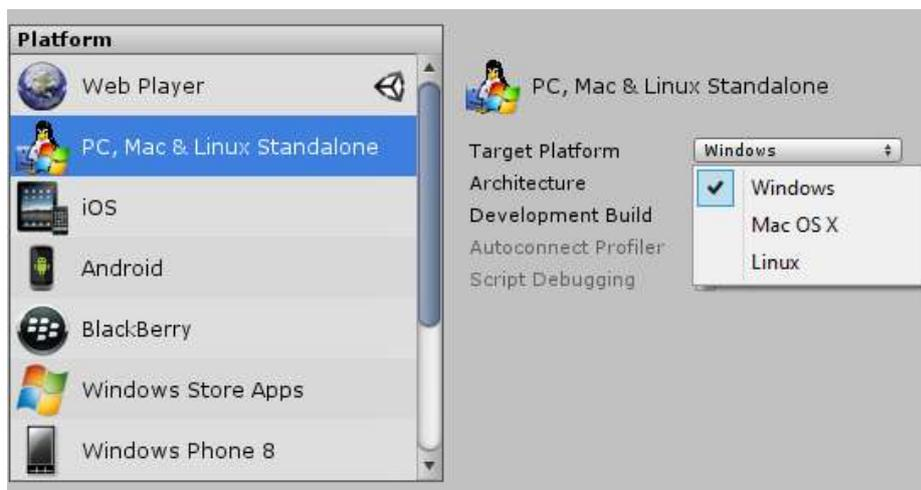 Platform
Web Player
PC, Mac & Linux Standalone
iOS
Android
BlackBerry
Windows Store Apps
Windows Phone 8
PC, Mac & Linux Standalone
Target Platform
Windows
Architecture
Development Build
Autoconnect Profiler
Script Debugging
Windows
Mac OS X
Linux